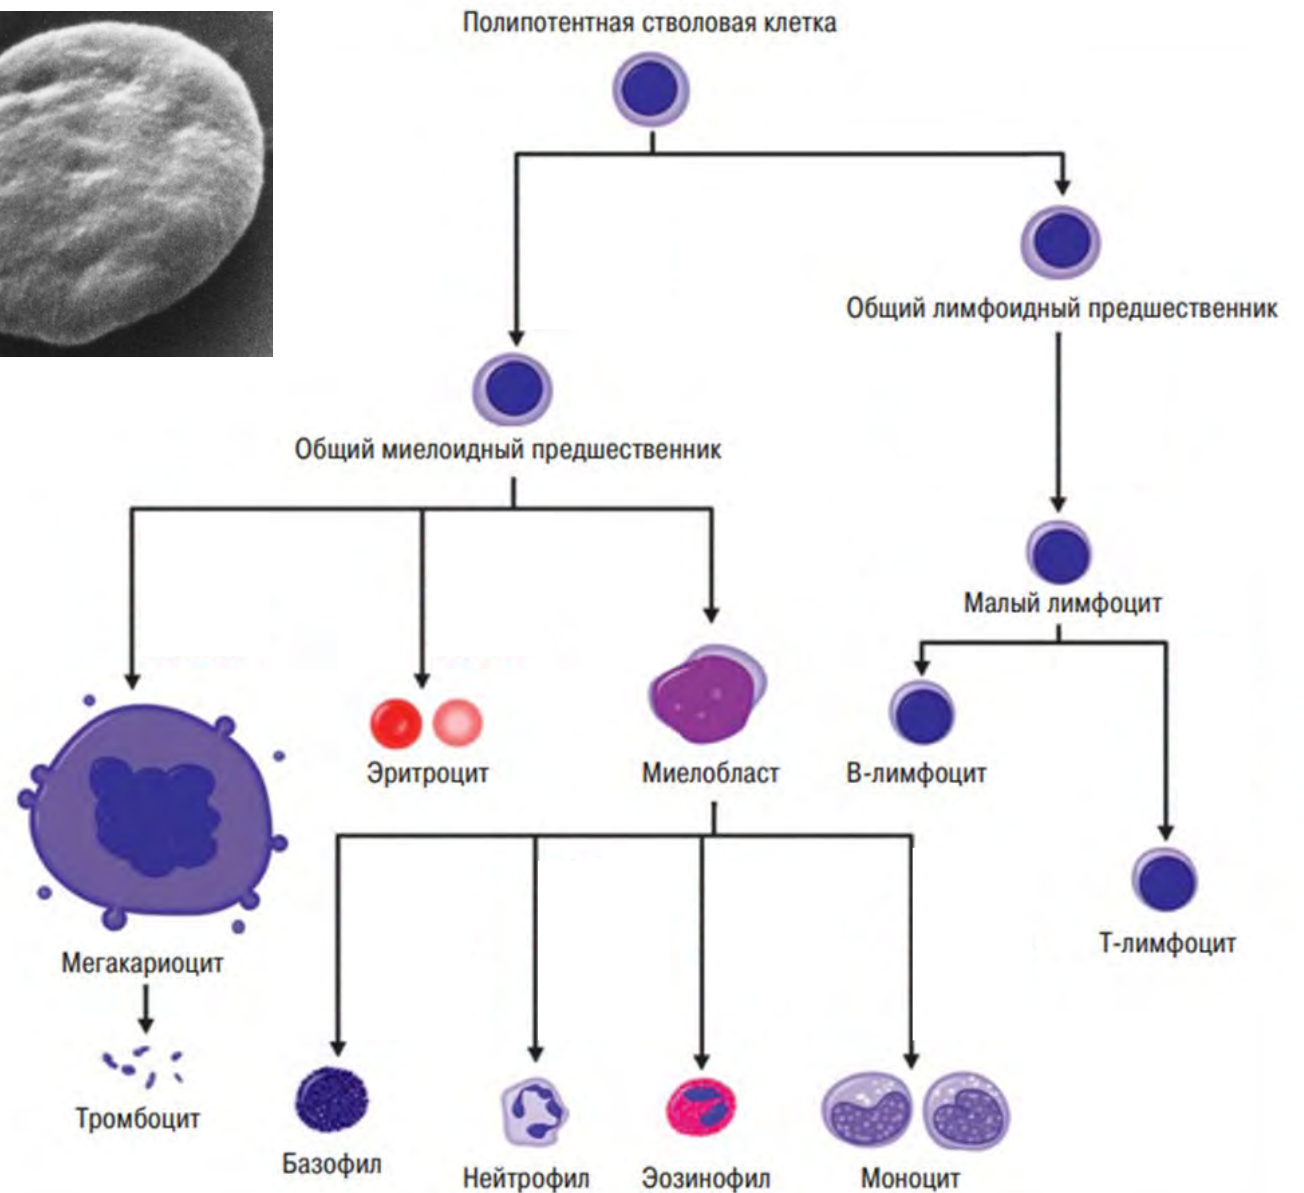 Полипотентная стволовая клетка
Общий лимфоидный предшественник
Общий миелоидный предшественник
Малый лимфоцит
Эритроцит
Миелобласт
В-лимфоцит
Т-лимфоцит
Мегакариоцит
Тромбоцит
Базофил
Нейтрофил
Эозинофил
Моноцит